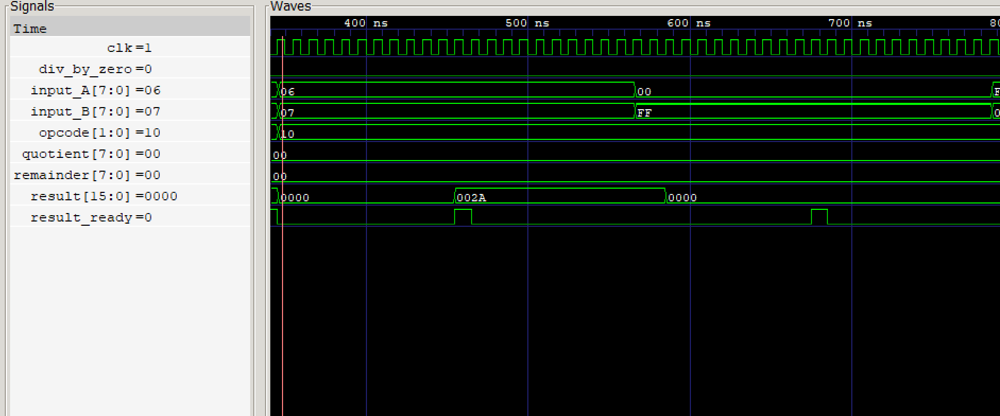 Signals
Waves
Time
400 ns 500 ns 600 ns 700 ns
clk=1
div_by_zero=0
input_A[7:0]=06 06 00
input_B[7:0]=07 07 FF
opcode[1:0]=10 10
quotient[7:0]=00 00
remainder[7:0]=00 00
result[15:0]=0000 0000 002A 0000
result_ready=0